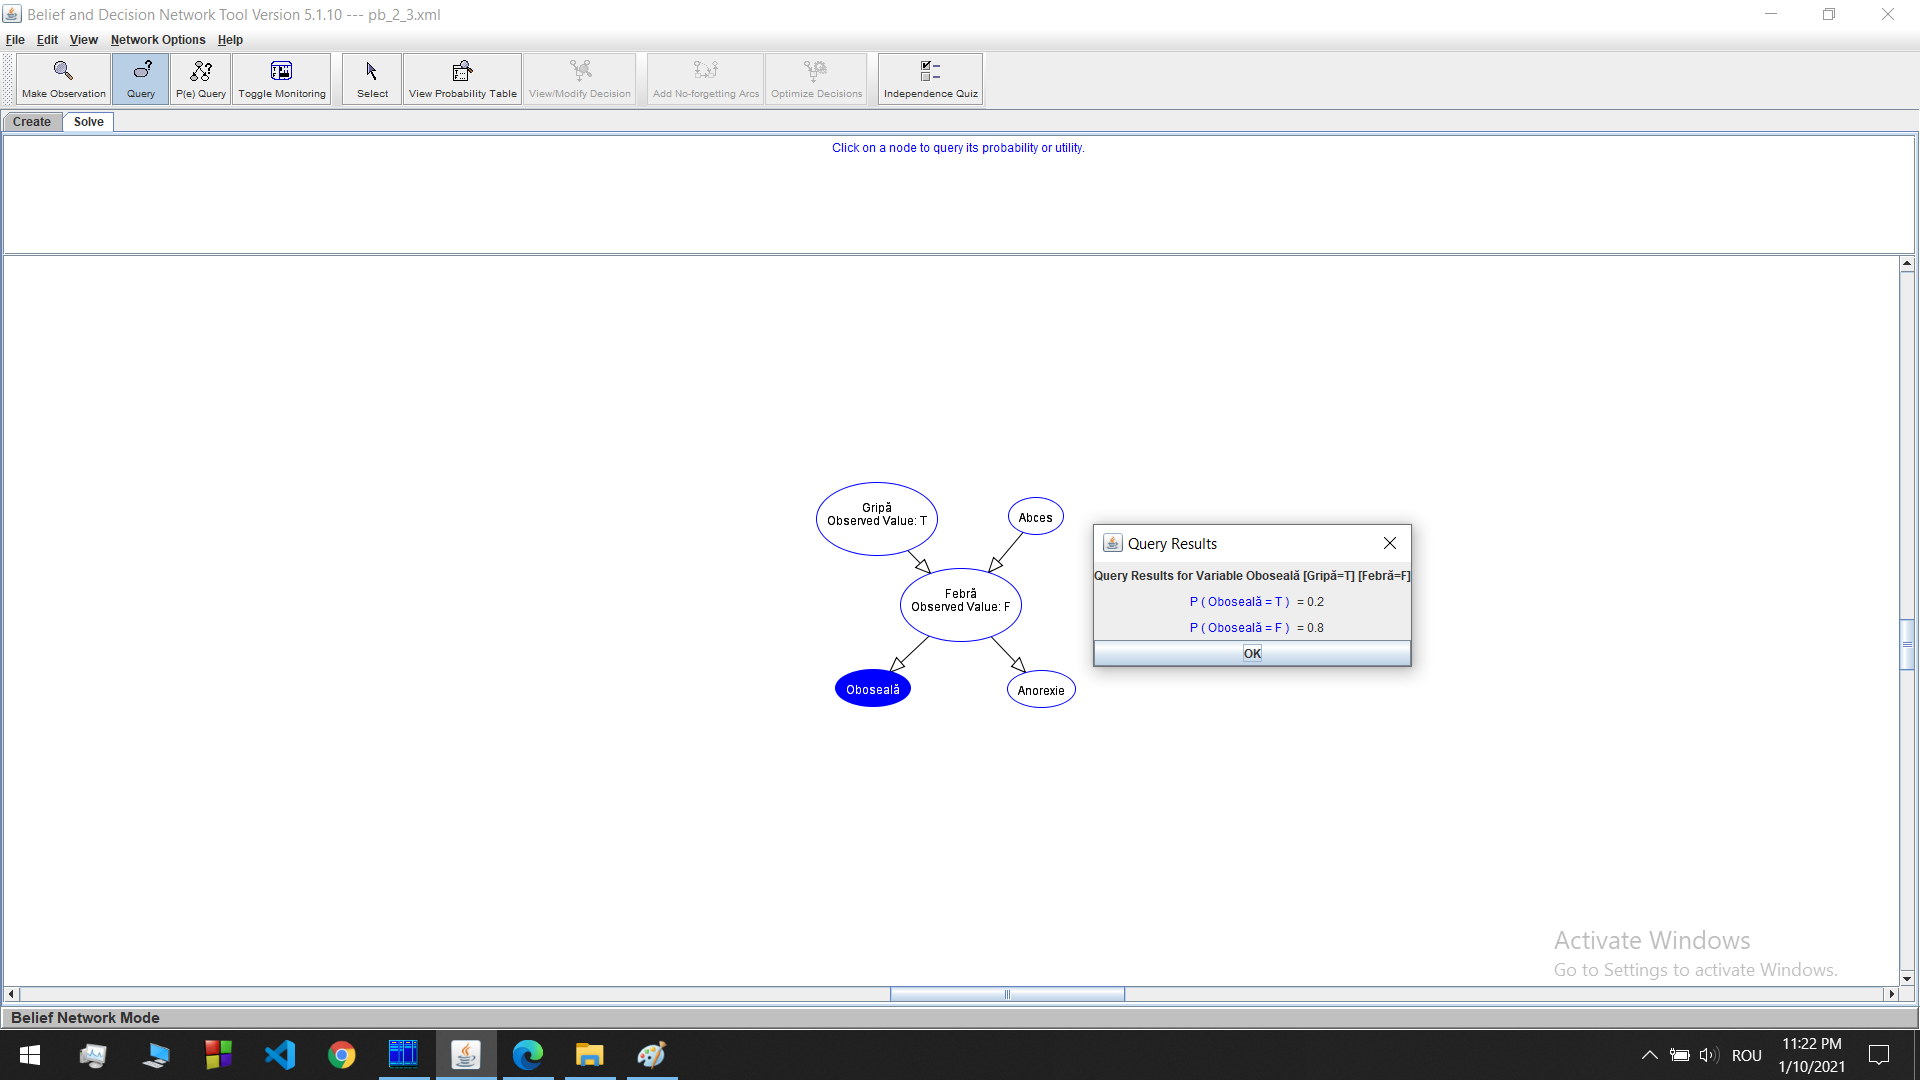 Belief and Decision Network Tool Version 5.1.10 --- pb_2_3.xml
File Edit View Network Options Help
Make Observation Query P(e) Query Toggle Monitoring Select View Probability Table View/Modify Decision Add No-forgetting Arcs Optimize Decisions Independence Quiz
Create Solve
Click on a node to query its probability or utility.
Gripă
Observed Value: T
Abces
Febră
Observed Value: F
Oboseală
Anorexie
Query Results
Query Results for Variable Oboseală [Gripă=T] [Febră=F]
P ( Oboseală = T ) = 0.2
P ( Oboseală = F ) = 0.8
OK
Activate Windows
Go to Settings to activate Windows.
Belief Network Mode
ROU
11:22 PM
1/10/2021